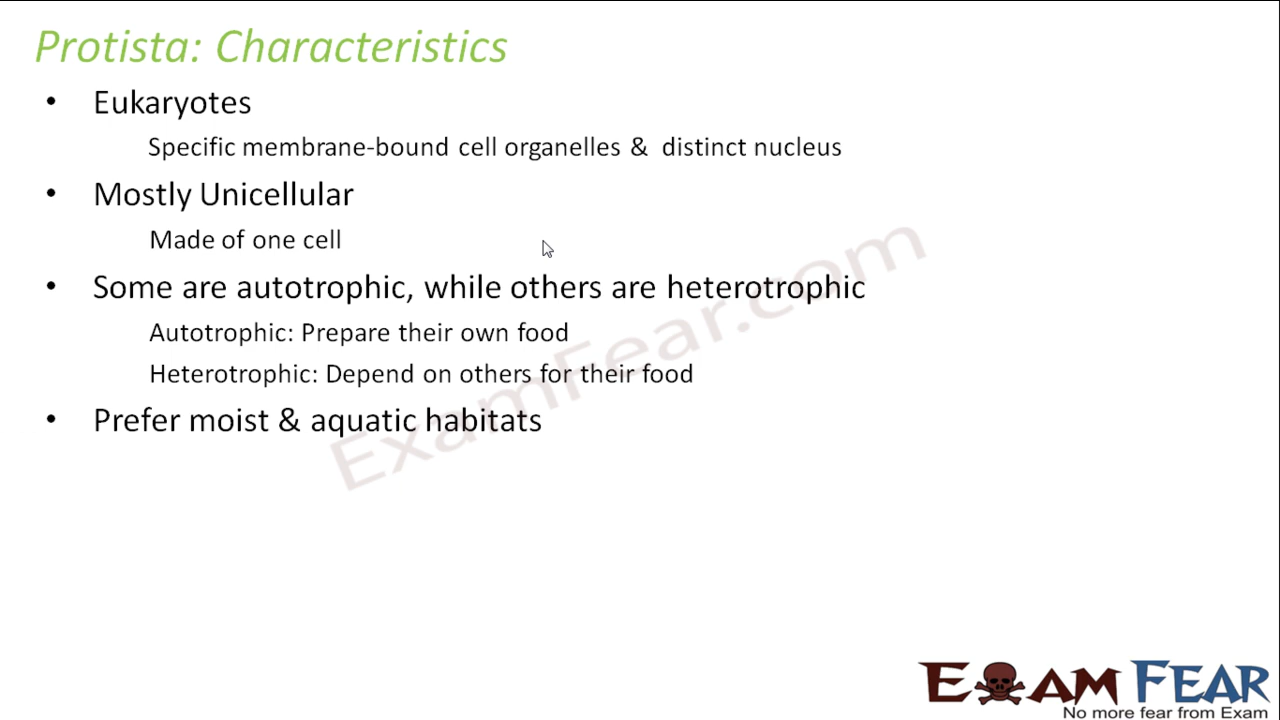 Protista: Characteristics
• Eukaryotes
Specific membrane-bound cell organelles & distinct nucleus
• Mostly Unicellular
Made of one cell
• Some are autotrophic, while others are heterotrophic
Autotrophic: Prepare their own food
Heterotrophic: Depend on others for their food
• Prefer moist & aquatic habitats
ExamFear.com
EXAM FEAR
No more fear from Exam